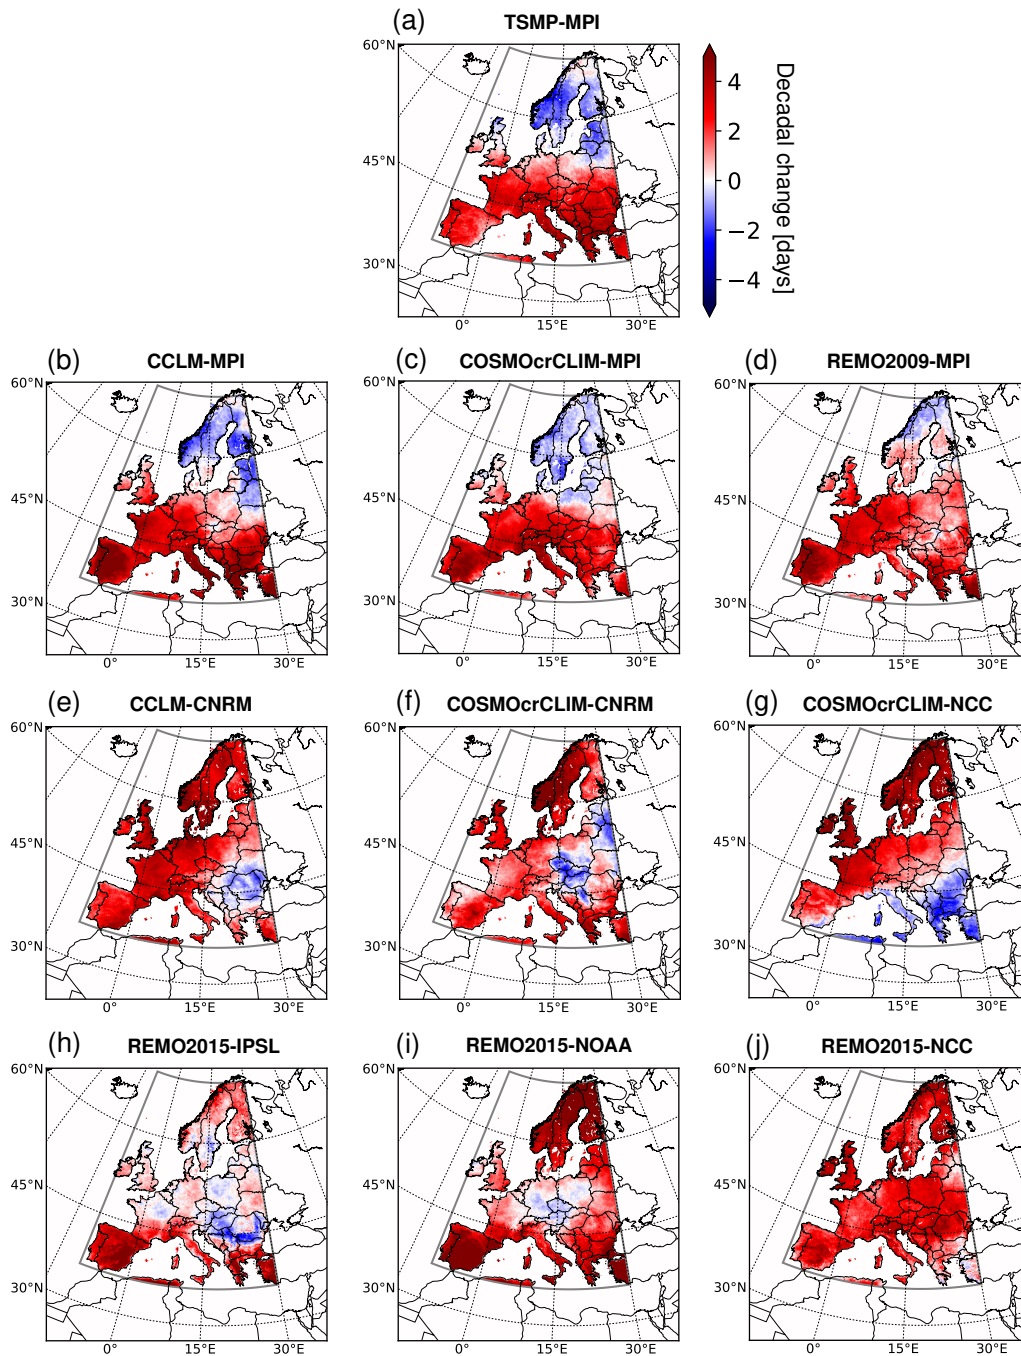 (a)
TSMP-MPI
60°N
45°N
30°N
0°
15°E
30°E
4
2
0
−2
−4
Decadal change [days]
(b)
CCLM-MPI
60°N
45°N
30°N
0°
15°E
30°E
(c)
COSMOcrCLIM-MPI
60°N
45°N
30°N
0°
15°E
30°E
(d)
REMO2009-MPI
60°N
45°N
30°N
0°
15°E
30°E
(e)
CCLM-CNRM
60°N
45°N
30°N
0°
15°E
30°E
(f)
COSMOcrCLIM-CNRM
60°N
45°N
30°N
0°
15°E
30°E
(g)
COSMOcrCLIM-NCC
60°N
45°N
30°N
0°
15°E
30°E
(h)
REMO2015-IPSL
60°N
45°N
30°N
0°
15°E
30°E
(i)
REMO2015-NOAA
60°N
45°N
30°N
0°
15°E
30°E
(j)
REMO2015-NCC
60°N
45°N
30°N
0°
15°E
30°E